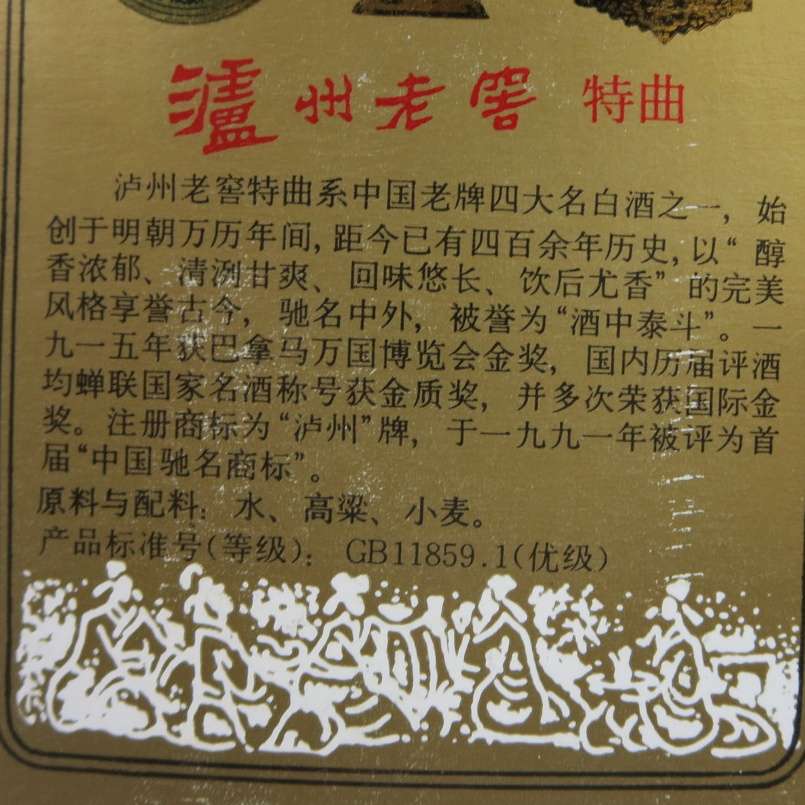 泸州老窖 特曲
泸州老窖特曲系中国老牌四大名白酒之一，始
创于明朝万历年间，距今已有四百余年历史，以“醇
香浓郁、清洌甘爽、回味悠长、饮后尤香”的完美
风格享誉古今，驰名中外，被誉为“酒中泰斗”。一
九一五年获巴拿马万国博览会金奖，国内历届评酒
均蝉联国家名酒称号获金质奖，并多次荣获国际金
奖。注册商标为“泸州”牌，于一九九一年被评为首
届“中国驰名商标”。
原料与配料：水、高粱、小麦。
产品标准号(等级)：GB11859.1(优级)